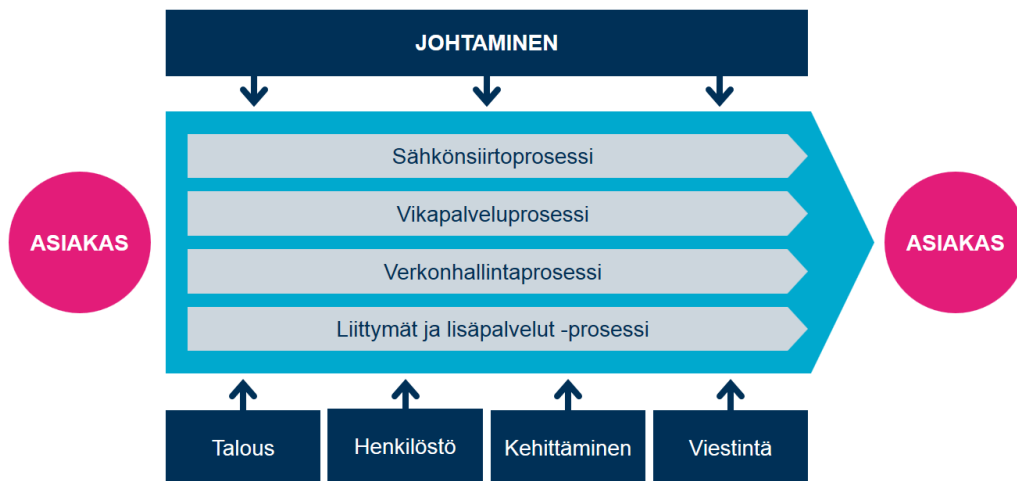 JOHTAMINEN
Sähkönsiirtoprosessi
Vikapalveluprosessi
ASIAKAS
ASIAKAS
Verkonhallintaprosessi
Liittymät ja lisäpalvelut -prosessi
Talous
Henkilöstö
Kehittäminen
Viestintä